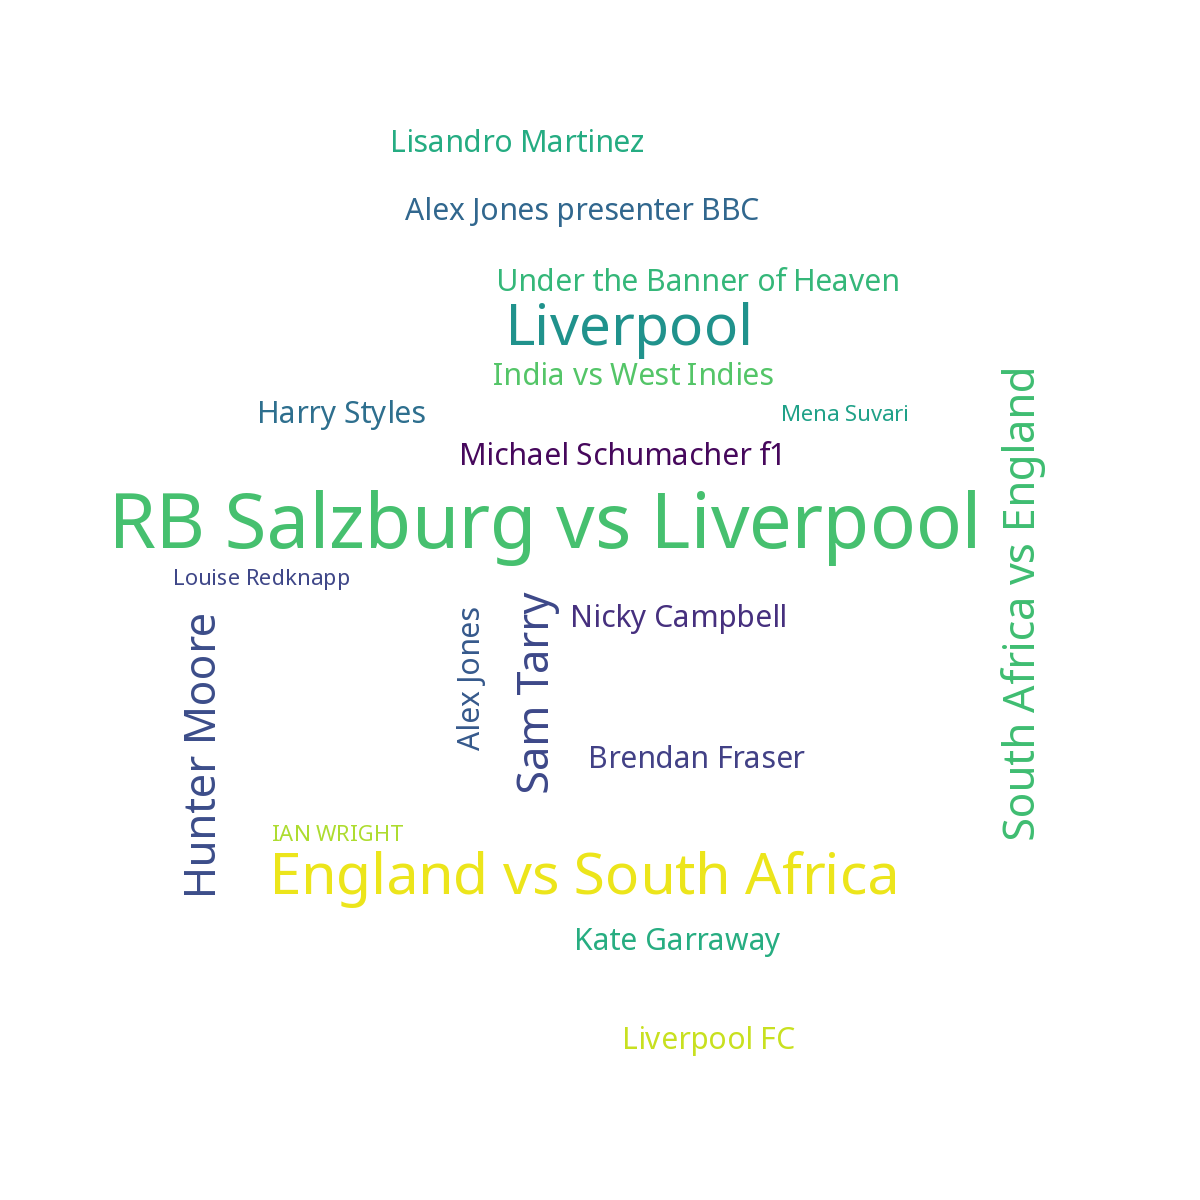 Lisandro Martinez
Alex Jones presenter BBC
Under the Banner of Heaven
Liverpool
India vs West Indies
Harry Styles
Mena Suvari
Michael Schumacher f1
RB Salzburg vs Liverpool
South Africa vs England
Louise Redknapp
Hunter Moore
Alex Jones
Sam Tarry
Nicky Campbell
Brendan Fraser
IAN WRIGHT
England vs South Africa
Kate Garraway
Liverpool FC